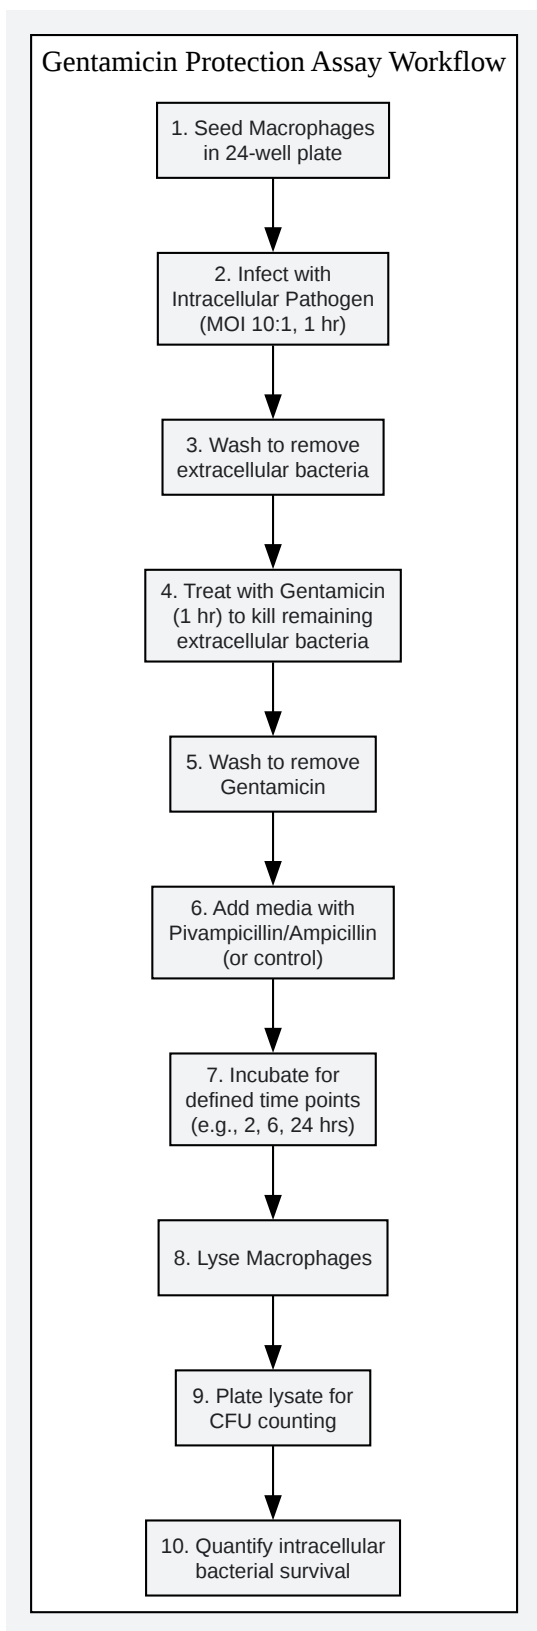 Gentamicin Protection Assay Workflow
1. Seed Macrophages
in 24-well plate
2. Infect with
Intracellular Pathogen
(MOI 10:1, 1 hr)
3. Wash to remove
extracellular bacteria
4. Treat with Gentamicin
(1 hr) to kill remaining
extracellular bacteria
5. Wash to remove
Gentamicin
6. Add media with
Pivampicillin/Ampicillin
(or control)
7. Incubate for
defined time points
(e.g., 2, 6, 24 hrs)
8. Lyse Macrophages
9. Plate lysate for
CFU counting
10. Quantify intracellular
bacterial survival